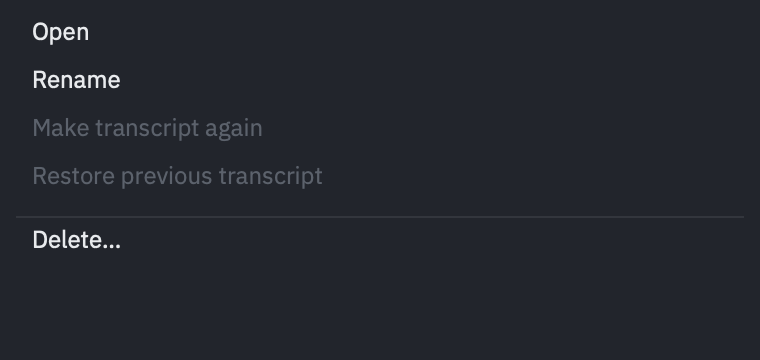 Open
Rename
Make transcript again
Restore previous transcript
Delete...